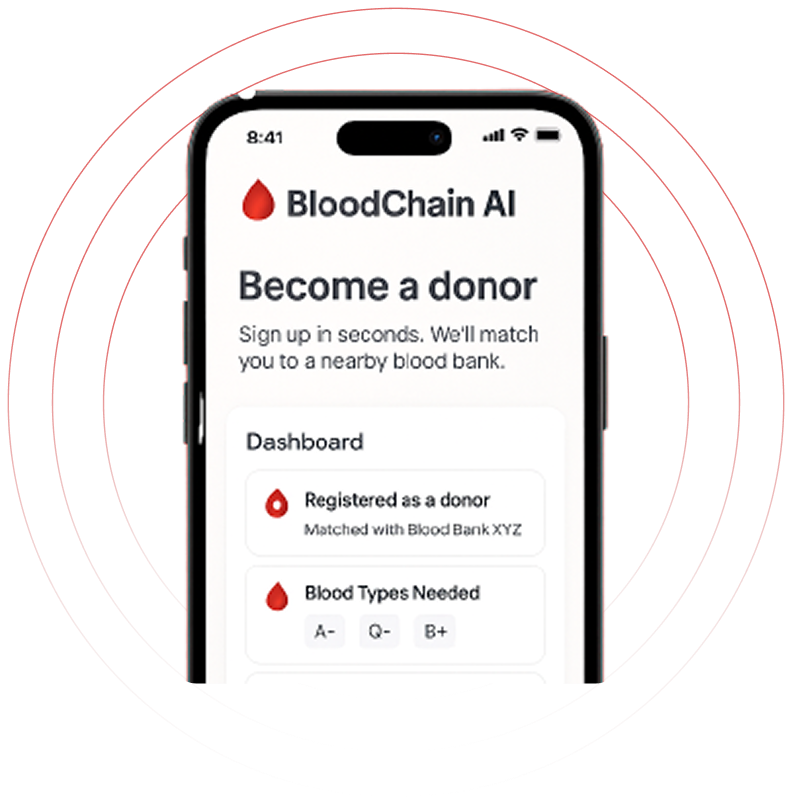 8:41
BloodChain AI
Become a donor
Sign up in seconds. We'll match
you to a nearby blood bank.
Dashboard
Registered as a donor
Matched with Blood Bank XYZ
Blood Types Needed
A- Q- B+